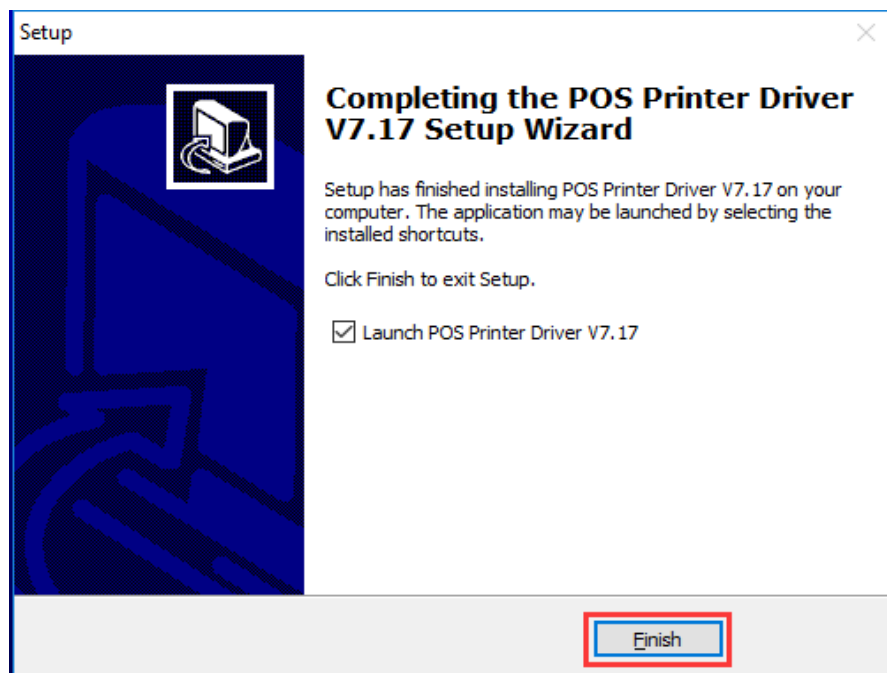 Setup
Completing the POS Printer Driver
V7.17 Setup Wizard
Setup has finished installing POS Printer Driver V7.17 on your
computer. The application may be launched by selecting the
installed shortcuts.
Click Finish to exit Setup.
Launch POS Printer Driver V7.17
Finish